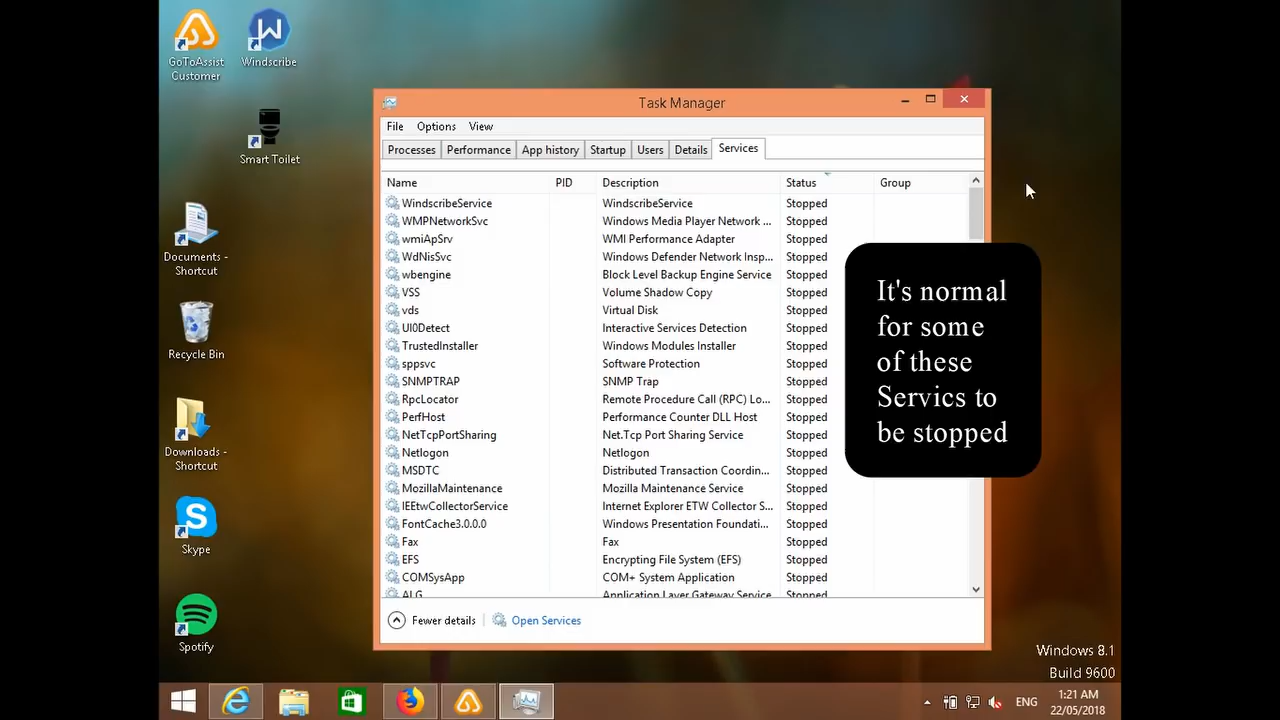 GoToAssist
Customer
Windscribe
Smart Toilet
Documents -
Shortcut
Recycle Bin
Downloads -
Shortcut
Skype
Spotify
Task Manager
File Options View
Processes Performance App history Startup Users Details Services
Name PID Description Status Group
WindscribeService WindscribeService Stopped
WMPNetworkSvc Windows Media Player Network ... Stopped
wmiApSrv WMI Performance Adapter Stopped
WdNisSvc Windows Defender Network Insp... Stopped
wbengine Block Level Backup Engine Service Stopped
VSS Volume Shadow Copy Stopped
vds Virtual Disk Stopped
UI0Detect Interactive Services Detection Stopped
TrustedInstaller Windows Modules Installer Stopped
sppsvc Software Protection Stopped
SNMPTRAP SNMP Trap Stopped
RpcLocator Remote Procedure Call (RPC) Lo... Stopped
PerfHost Performance Counter DLL Host Stopped
NetTcpPortSharing Net.Tcp Port Sharing Service Stopped
Netlogon Netlogon Stopped
MSDTC Distributed Transaction Coordin... Stopped
MozillaMaintenance Mozilla Maintenance Service Stopped
IEEtwCollectorService Internet Explorer ETW Collector S... Stopped
FontCache3.0.0.0 Windows Presentation Foundati... Stopped
Fax Fax Stopped
EFS Encrypting File System (EFS) Stopped
COMSysApp COM+ System Application Stopped
ALG Application Layer Gateway Service Stopped
Fewer details Open Services
It's normal
for some
of these
Servics to
be stopped
Windows 8.1
Build 9600
ENG
1:21 AM
22/05/2018